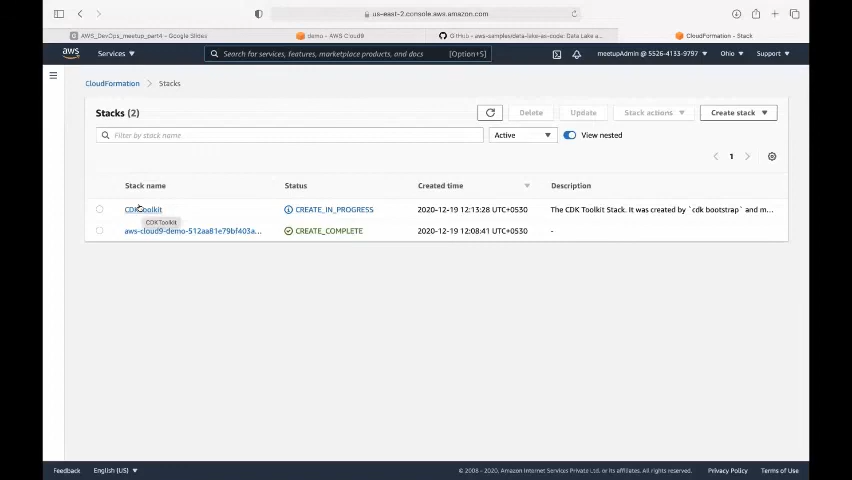 us-east-2.console.aws.amazon.com
AWS_DevOps_meetup_part4 - Google Slides
demo - AWS Cloud9
GitHub - aws-samples/data-lake-as-code: Data Lake a...
CloudFormation - Stack
aws
Services
Search for services, features, marketplace products, and docs
[Option+S]
meetupAdmin @ 5526-4133-9797
Ohio
Support
CloudFormation
Stacks
Stacks (2)
Delete
Update
Stack actions
Create stack
Filter by stack name
Active
View nested
1
Stack name
Status
Created time
Description
CDKToolkit
CREATE_IN_PROGRESS
2020-12-19 12:13:28 UTC+0530
The CDK Toolkit Stack. It was created by `cdk bootstrap` and m...
CDKToolkit
aws-cloud9-demo-512aa81e79bf403a...
CREATE_COMPLETE
2020-12-19 12:08:41 UTC+0530
-
Feedback
English (US)
© 2008 - 2020, Amazon Internet Services Private Ltd. or its affiliates. All rights reserved.
Privacy Policy
Terms of Use